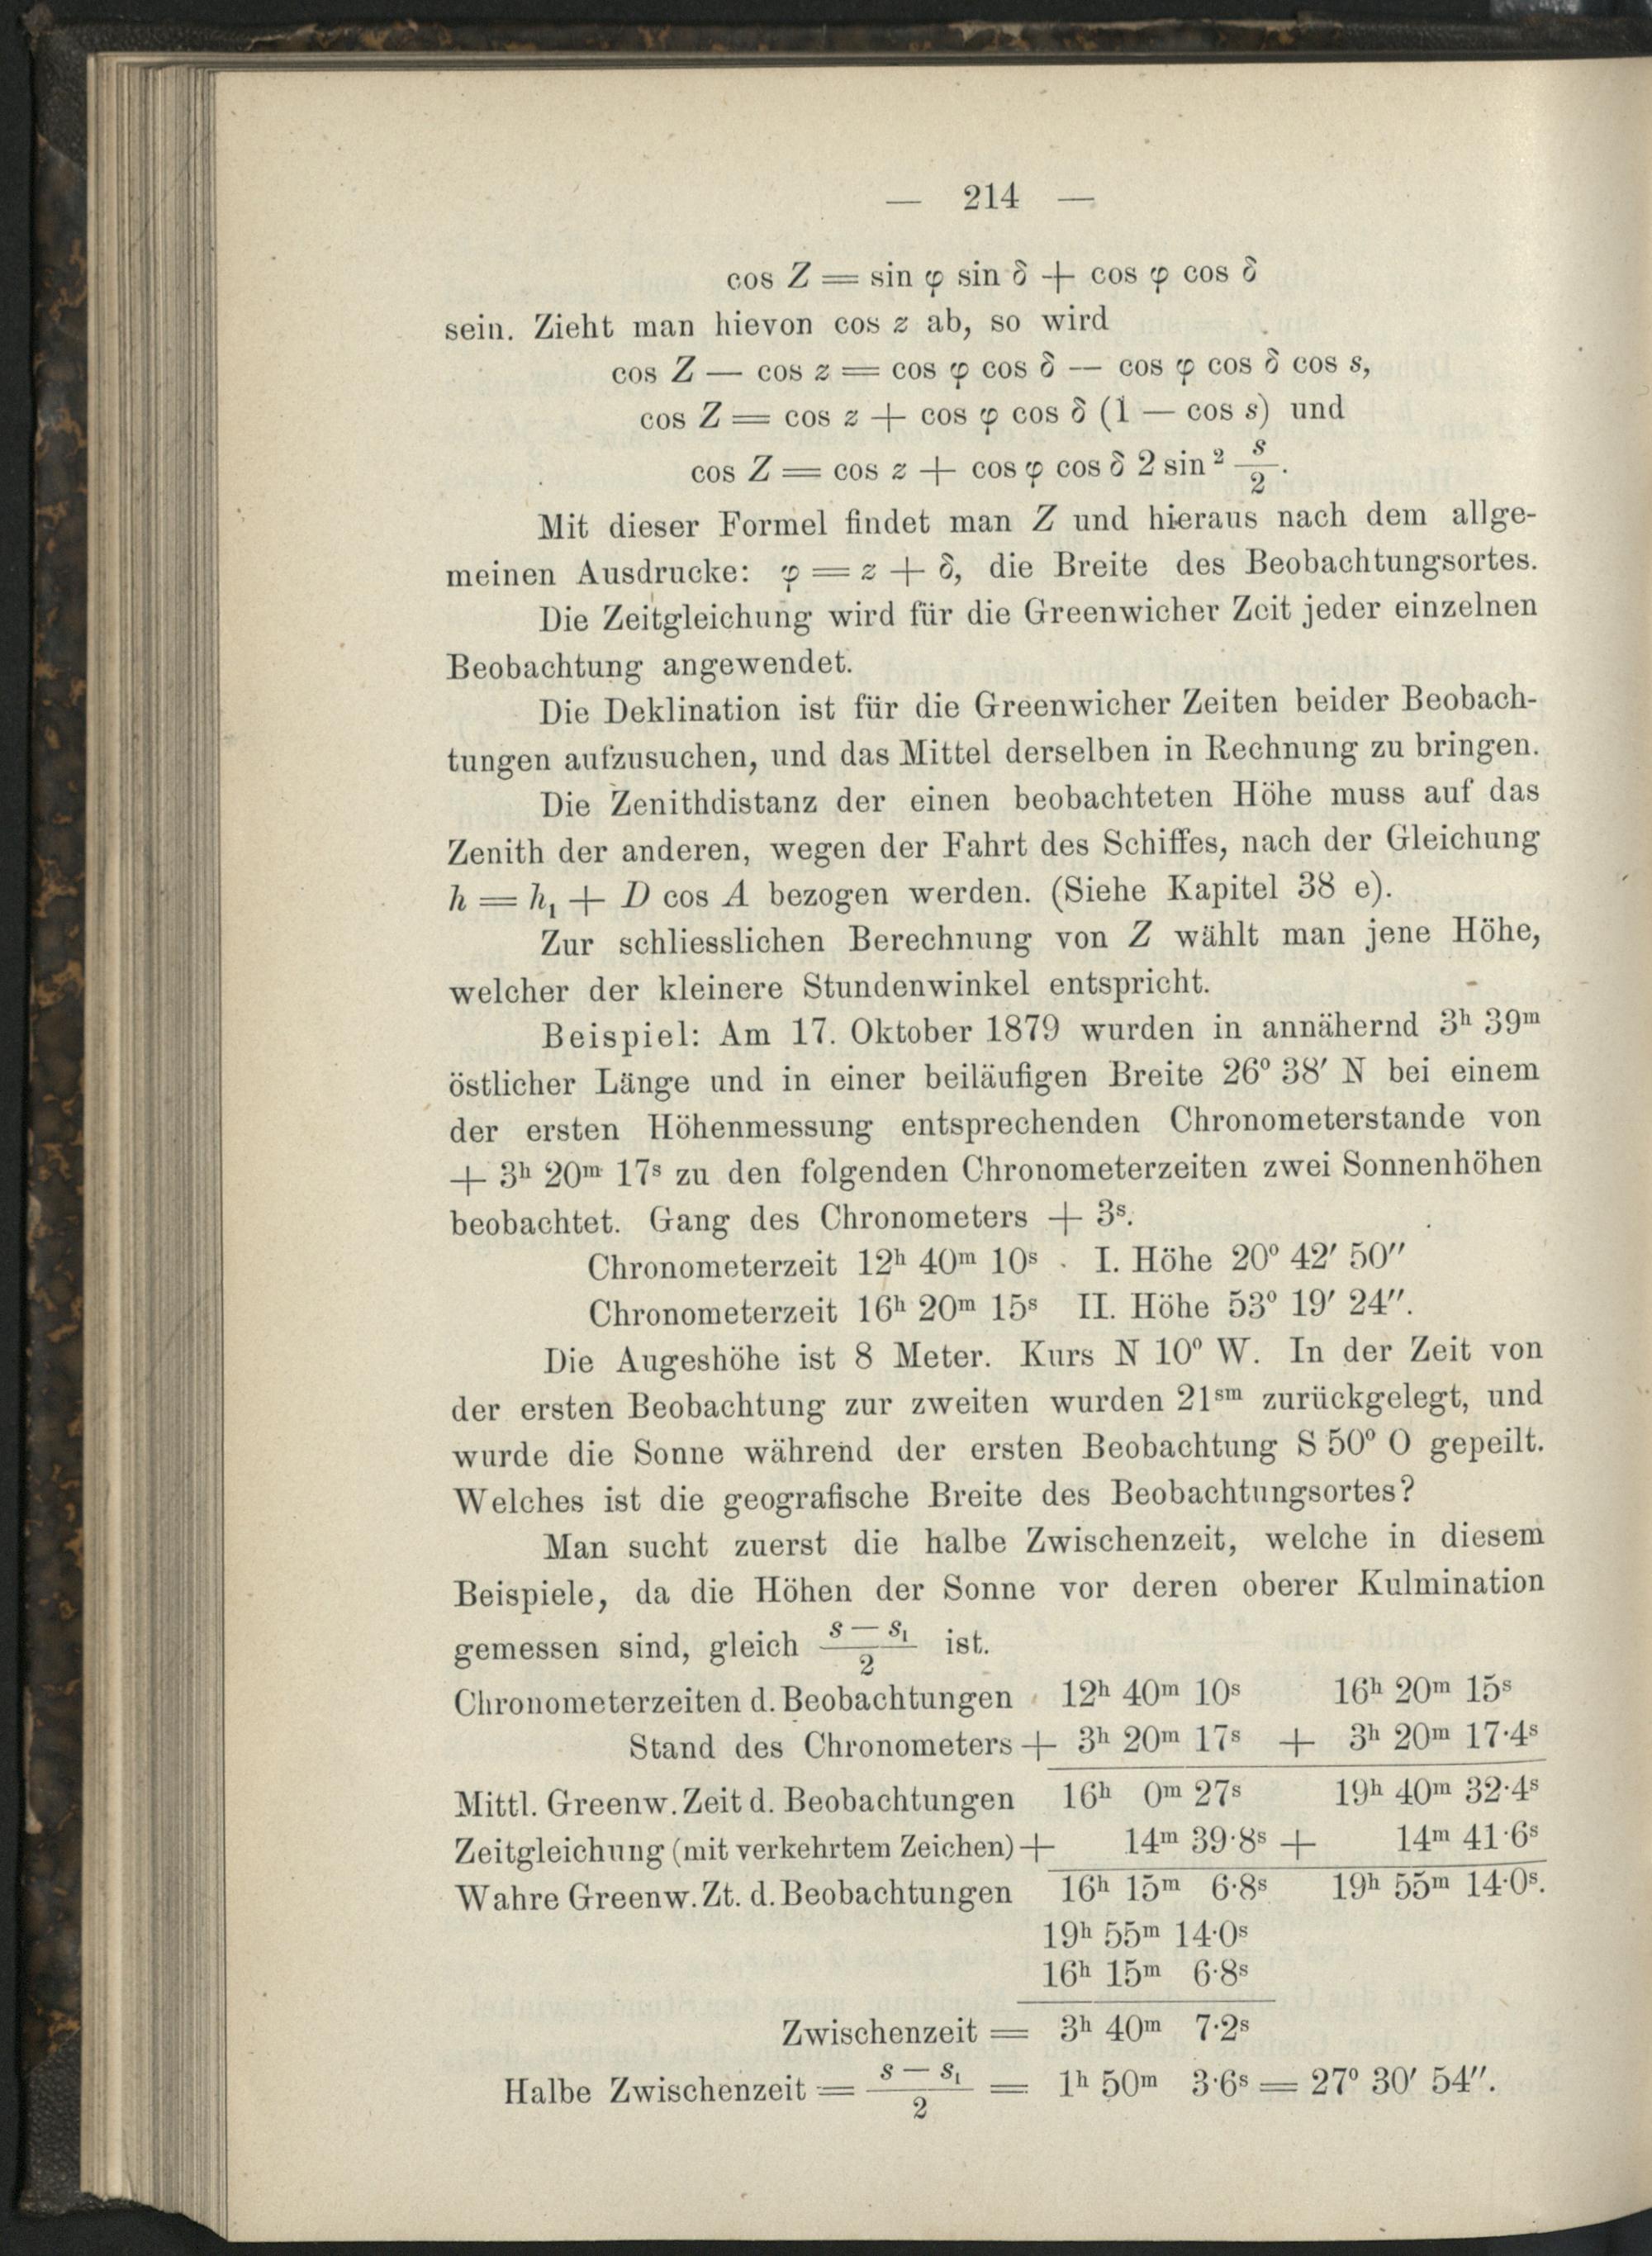 — 214 —
cos Z = sin φ sin δ + cos φ cos δ
sein. Zieht man hievon cos z ab, so wird
cos Z — cos z = cos φ cos δ — cos φ cos δ cos s,
cos Z = cos z + cos φ cos δ (1 — cos s) und
cos Z = cos z + cos φ cos δ 2 sin² s/2.
Mit dieser Formel findet man Z und hieraus nach dem allge-
meinen Ausdrucke: φ = z + δ, die Breite des Beobachtungsortes.
Die Zeitgleichung wird für die Greenwicher Zeit jeder einzelnen
Beobachtung angewendet.
Die Deklination ist für die Greenwicher Zeiten beider Beobach-
tungen aufzusuchen, und das Mittel derselben in Rechnung zu bringen.
Die Zenithdistanz der einen beobachteten Höhe muss auf das
Zenith der anderen, wegen der Fahrt des Schiffes, nach der Gleichung
h = h₁ + D cos A bezogen werden. (Siehe Kapitel 38 e).
Zur schliesslichen Berechnung von Z wählt man jene Höhe,
welcher der kleinere Stundenwinkel entspricht.
Beispiel: Am 17. Oktober 1879 wurden in annähernd 3ʰ 39ᵐ
östlicher Länge und in einer beiläufigen Breite 26⁰ 38′ N bei einem
der ersten Höhenmessung entsprechenden Chronometerstande von
+ 3ʰ 20ᵐ 17ˢ zu den folgenden Chronometerzeiten zwei Sonnenhöhen
beobachtet. Gang des Chronometers + 3ˢ.
Chronometerzeit 12ʰ 40ᵐ 10ˢ I. Höhe 20⁰ 42′ 50″
Chronometerzeit 16ʰ 20ᵐ 15ˢ II. Höhe 53⁰ 19′ 24″.
Die Augeshöhe ist 8 Meter. Kurs N 10⁰ W. In der Zeit von
der ersten Beobachtung zur zweiten wurden 21ˢᵐ zurückgelegt, und
wurde die Sonne während der ersten Beobachtung S 50⁰ O gepeilt.
Welches ist die geografische Breite des Beobachtungsortes?
Man sucht zuerst die halbe Zwischenzeit, welche in diesem
Beispiele, da die Höhen der Sonne vor deren oberer Kulmination
gemessen sind, gleich (s — s₁)/2 ist.
Chronometerzeiten d. Beobachtungen 12ʰ 40ᵐ 10ˢ 16ʰ 20ᵐ 15ˢ
Stand des Chronometers + 3ʰ 20ᵐ 17ˢ + 3ʰ 20ᵐ 17·4ˢ
Mittl. Greenw. Zeit d. Beobachtungen 16ʰ 0ᵐ 27ˢ 19ʰ 40ᵐ 32·4ˢ
Zeitgleichung (mit verkehrtem Zeichen) + 14ᵐ 39·8ˢ + 14ᵐ 41·6ˢ
Wahre Greenw. Zt. d. Beobachtungen 16ʰ 15ᵐ 6·8ˢ 19ʰ 55ᵐ 14·0ˢ.
19ʰ 55ᵐ 14·0ˢ
16ʰ 15ᵐ 6·8ˢ
Zwischenzeit = 3ʰ 40ᵐ 7·2ˢ
Halbe Zwischenzeit = (s — s₁)/2 = 1ʰ 50ᵐ 3·6ˢ = 27⁰ 30′ 54″.